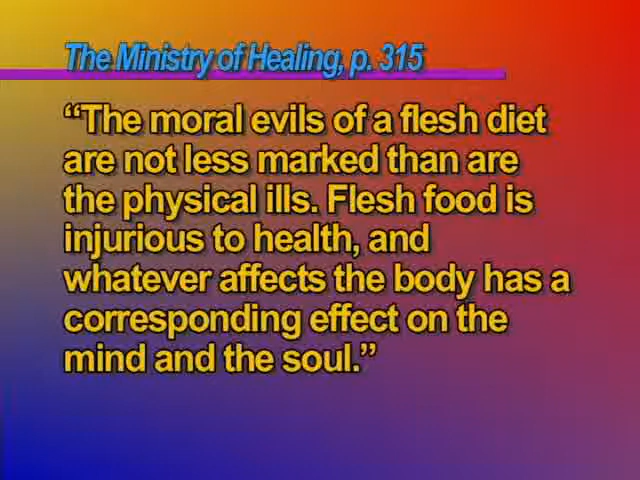 The Ministry of Healing, p. 315
“The moral evils of a flesh diet
are not less marked than are
the physical ills. Flesh food is
injurious to health, and
whatever affects the body has a
corresponding effect on the
mind and the soul.”